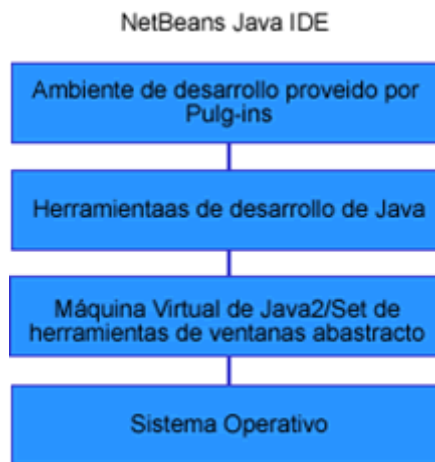 NetBeans Java IDE
Ambiente de desarrollo proveido por
Pulg-ins
Herramientaas de desarrollo de Java
Máquina Virtual de Java2/Set de
herramientas de ventanas abastracto
Sistema Operativo